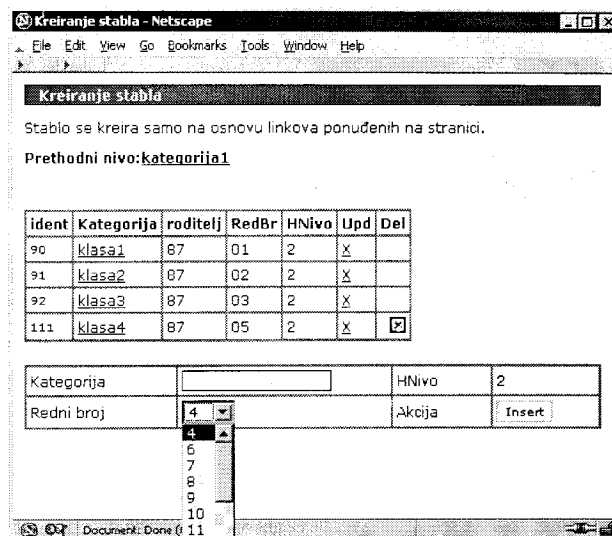 Kreiranje stabla - Netscape
File Edit View Go Bookmarks Tools Window Help
Kreiranje stabla
Stablo se kreira samo na osnovu linkova ponuđenih na stranici.
Prethodni nivo:kategorija1
ident Kategorija roditelj RedBr HNivo Upd Del
90 klasa1 87 01 2 X
91 klasa2 87 02 2 X
92 klasa3 87 03 2 X
111 klasa4 87 05 2 X X
Kategorija HNivo 2
Redni broj 4 Akcija Insert
4
6
7
8
9
10
11
Document: Done